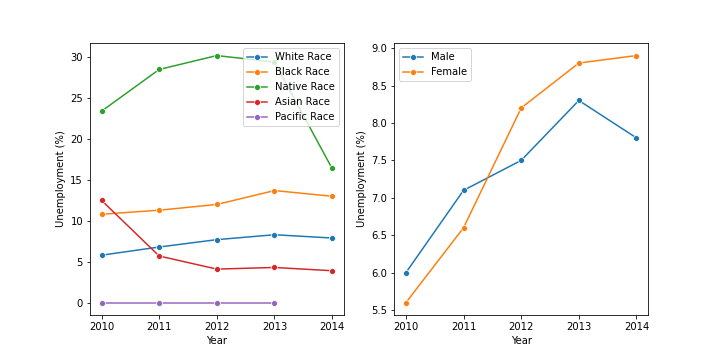 30
25
20
15
10
5
0
Unemployment (%)
2010 2011 2012 2013 2014
Year
White Race
Black Race
Native Race
Asian Race
Pacific Race
9.0
8.5
8.0
7.5
7.0
6.5
6.0
5.5
Unemployment (%)
2010 2011 2012 2013 2014
Year
Male
Female